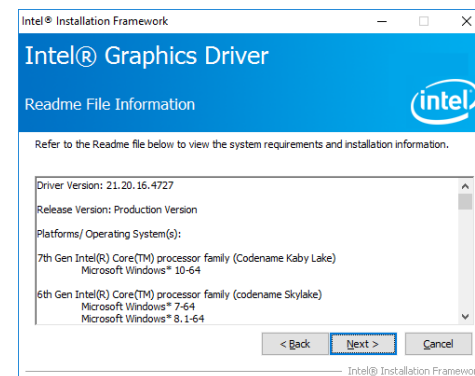 Intel® Installation Framework
Intel® Graphics Driver
Readme File Information
intel
Refer to the Readme file below to view the system requirements and installation information.
Driver Version: 21.20.16.4727
Release Version: Production Version
Platforms/ Operating System(s):
7th Gen Intel(R) Core(TM) processor family (Codename Kaby Lake)
Microsoft Windows* 10-64
6th Gen Intel(R) Core(TM) processor family (codename Skylake)
Microsoft Windows* 7-64
Microsoft Windows* 8.1-64
< Back Next > Cancel
Intel® Installation Framewor